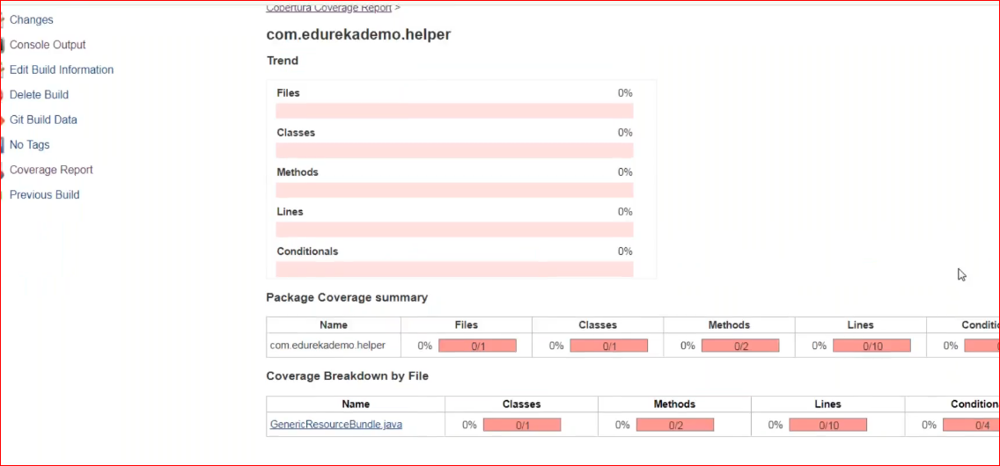 Cobertura Coverage Report >
Changes
Console Output
Edit Build Information
Delete Build
Git Build Data
No Tags
Coverage Report
Previous Build
com.edurekademo.helper
Trend
Files 0%
Classes 0%
Methods 0%
Lines 0%
Conditionals 0%
Package Coverage summary
Name Files Classes Methods Lines
com.edurekademo.helper 0% 0/1 0% 0/1 0% 0/2 0% 0/10 0%
Coverage Breakdown by File
Name Classes Methods Lines
GenericResourceBundle.java 0% 0/1 0% 0/2 0% 0/10 0% 0/4